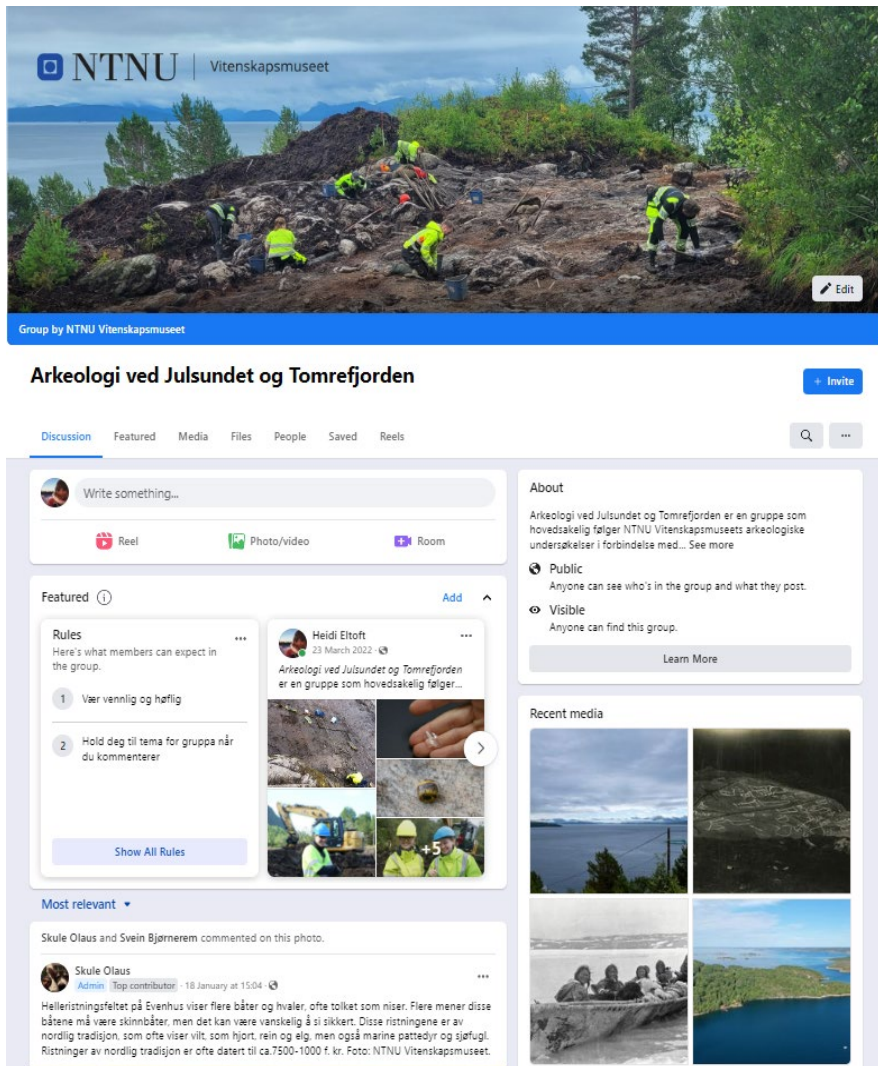 NTNU | Vitenskapsmuseet
Edit
Group by NTNU Vitenskapsmuseet
Arkeologi ved Julsundet og Tomrefjorden
+ Invite
Discussion Featured Media Files People Saved Reels
Write something...
Reel Photo/video Room
Featured Add
Rules
Here's what members can expect in
the group.
1 Vær vennlig og høflig
2 Hold deg til tema for gruppa når
du kommenterer
Show All Rules
Heidi Eltoft
23 March 2022 ·
Arkeologi ved Julsundet og Tomrefjorden
er en gruppe som hovedsakelig følger...
+5
Most relevant
Skule Olaus and Svein Bjørnerem commented on this photo.
Skule Olaus
Admin Top contributor · 18 January at 15:04 ·
Helleristningsfeltet på Evenhus viser flere båter og hvaler, ofte tolket som niser. Flere mener disse
båtene må være skinnbåter, men det kan være vanskelig å si sikkert. Disse ristningene er av
nordlig tradisjon, som ofte viser vilt, som hjort, rein og elg, men også marine pattedyr og sjøfugl.
Ristninger av nordlig tradisjon er ofte datert til ca.7500-1000 f. kr. Foto: NTNU Vitenskapsmuseet.
About
Arkeologi ved Julsundet og Tomrefjorden er en gruppe som
hovedsakelig følger NTNU Vitenskapsmuseets arkeologiske
undersøkelser i forbindelse med... See more
Public
Anyone can see who's in the group and what they post.
Visible
Anyone can find this group.
Learn More
Recent media